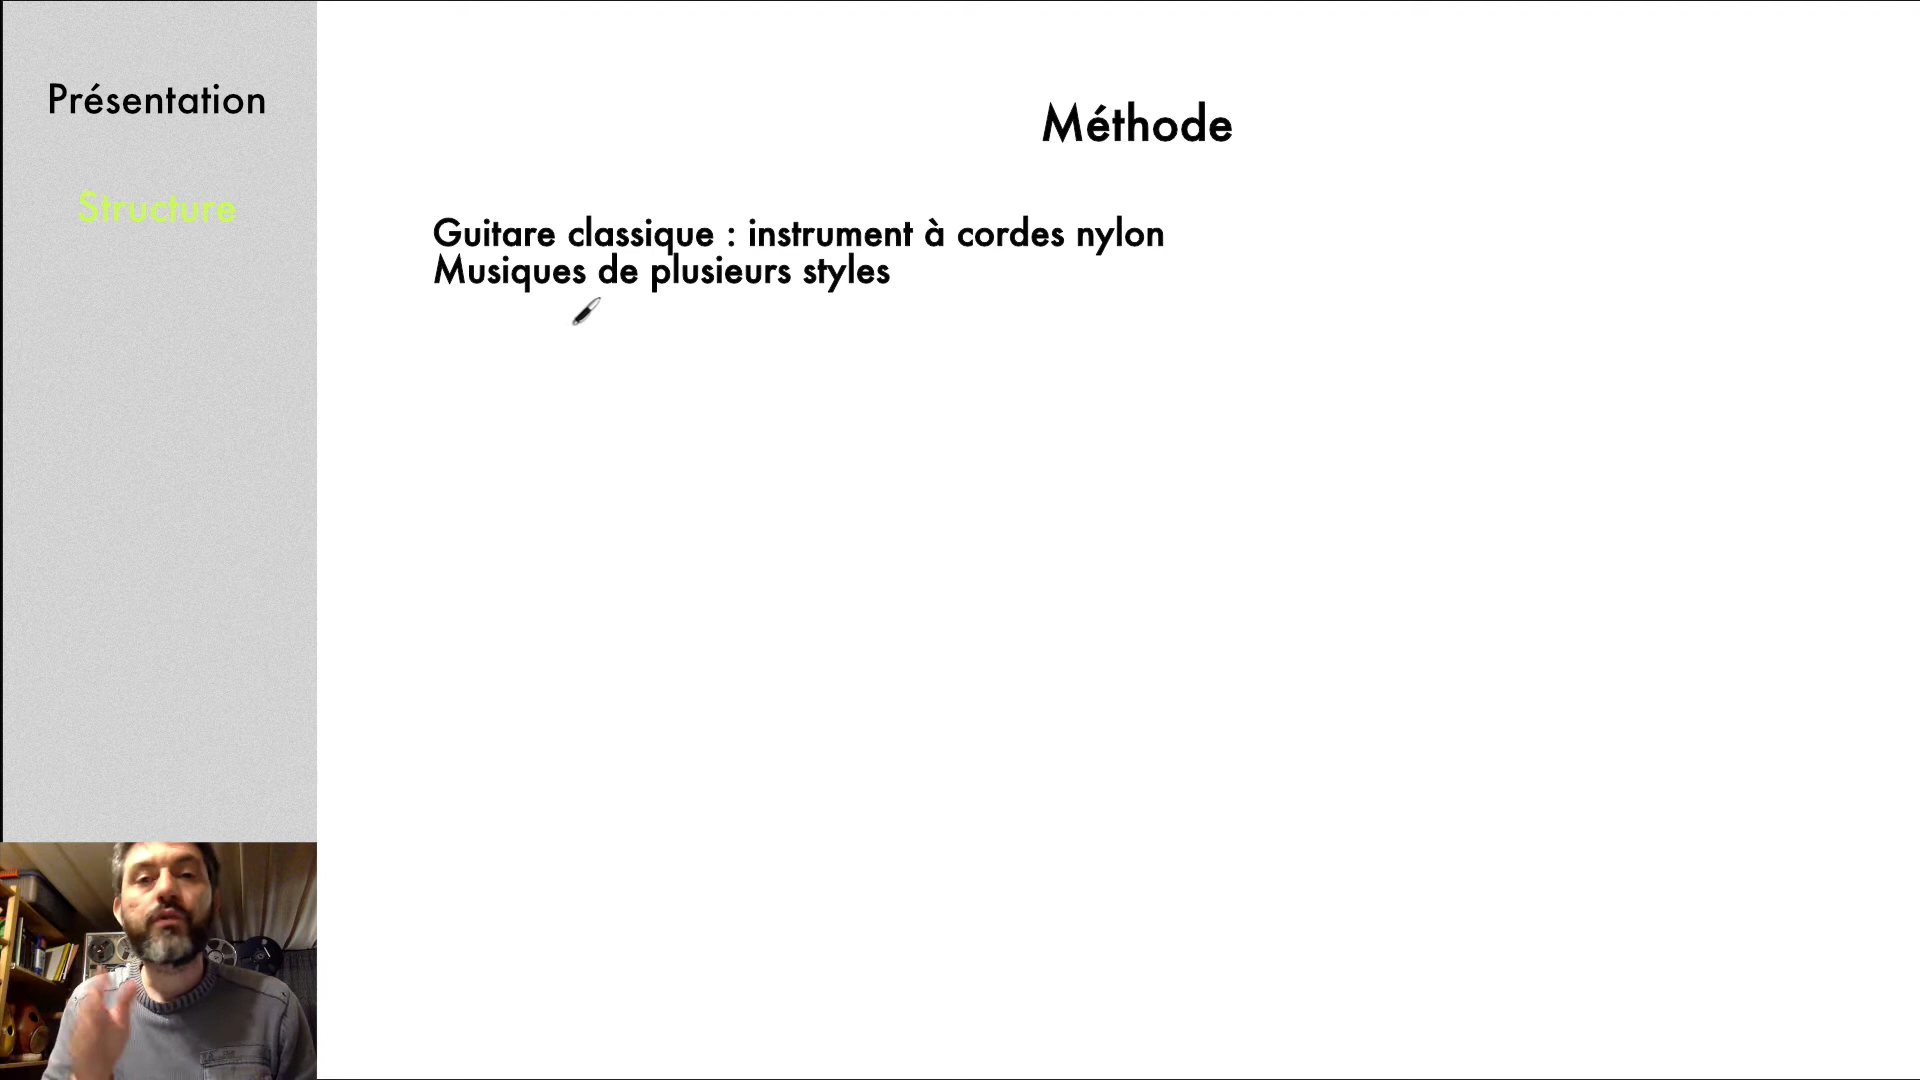 Présentation
Structure
Méthode
Guitare classique : instrument à cordes nylon
Musiques de plusieurs styles